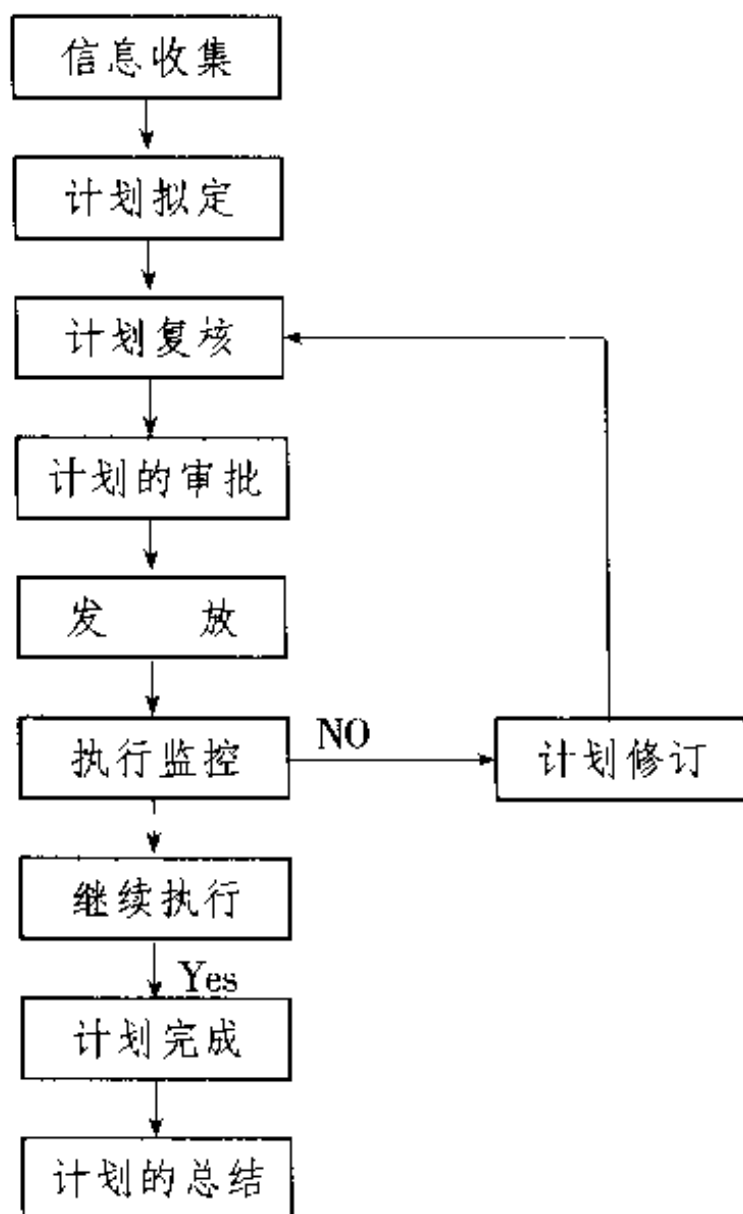 信息收集
计划拟定
计划复核
计划的审批
发 放
执行监控
NO
计划修订
继续执行
Yes
计划完成
计划的总结